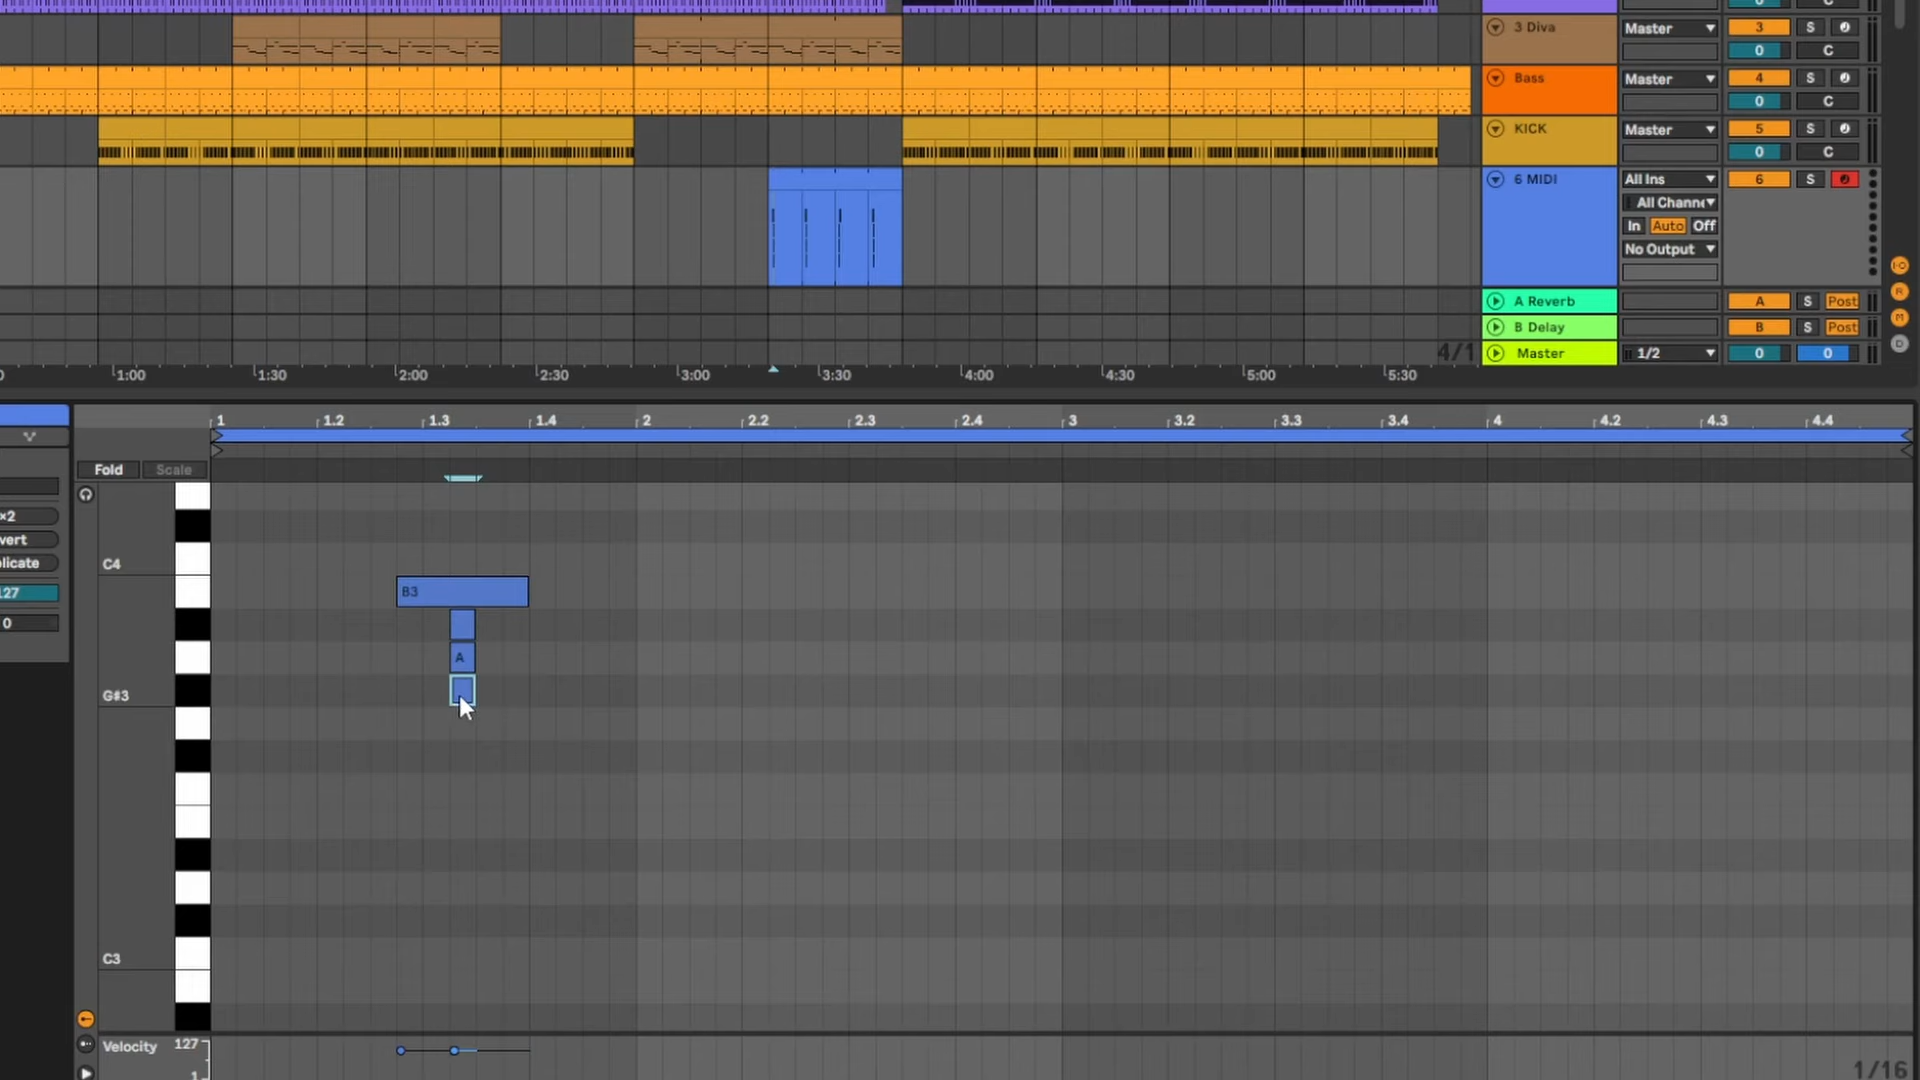 3 Diva Master 3 S
0 C
Bass Master 4 S
0 C
KICK Master 5 S
0 C
6 MIDI All Ins 6 S
All Channe
In Auto Off
No Output
A Reverb A S Post
B Delay B S Post
4/1
Master 1/2 0 0
0 1:00 1:30 2:00 2:30 3:00 3:30 4:00 4:30 5:00 5:30
I·O
R
M
D
1 1.2 1.3 1.4 2 2.2 2.3 2.4 3 3.2 3.3 3.4 4 4.2 4.3 4.4
Fold Scale
×2
vert
plicate
127
0
C4
B3
A
G♯3
C3
Velocity 127
1
1/16